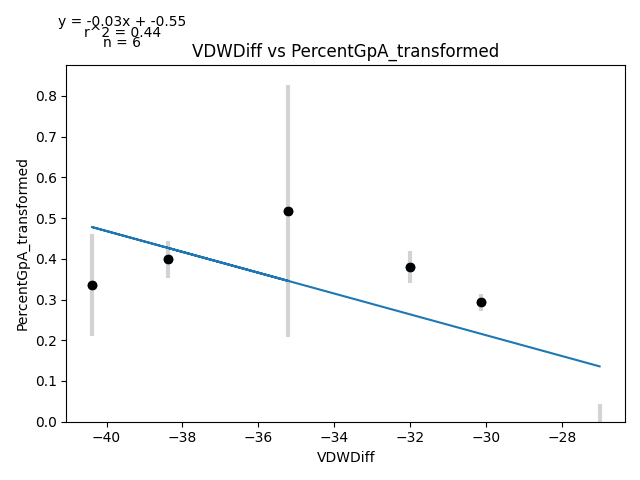 y = -0.03x + -0.55
r^2 = 0.44
n = 6
VDWDiff vs PercentGpA_transformed
PercentGpA_transformed
0.8
0.7
0.6
0.5
0.4
0.3
0.2
0.1
0.0
−40
−38
−36
−34
−32
−30
−28
VDWDiff